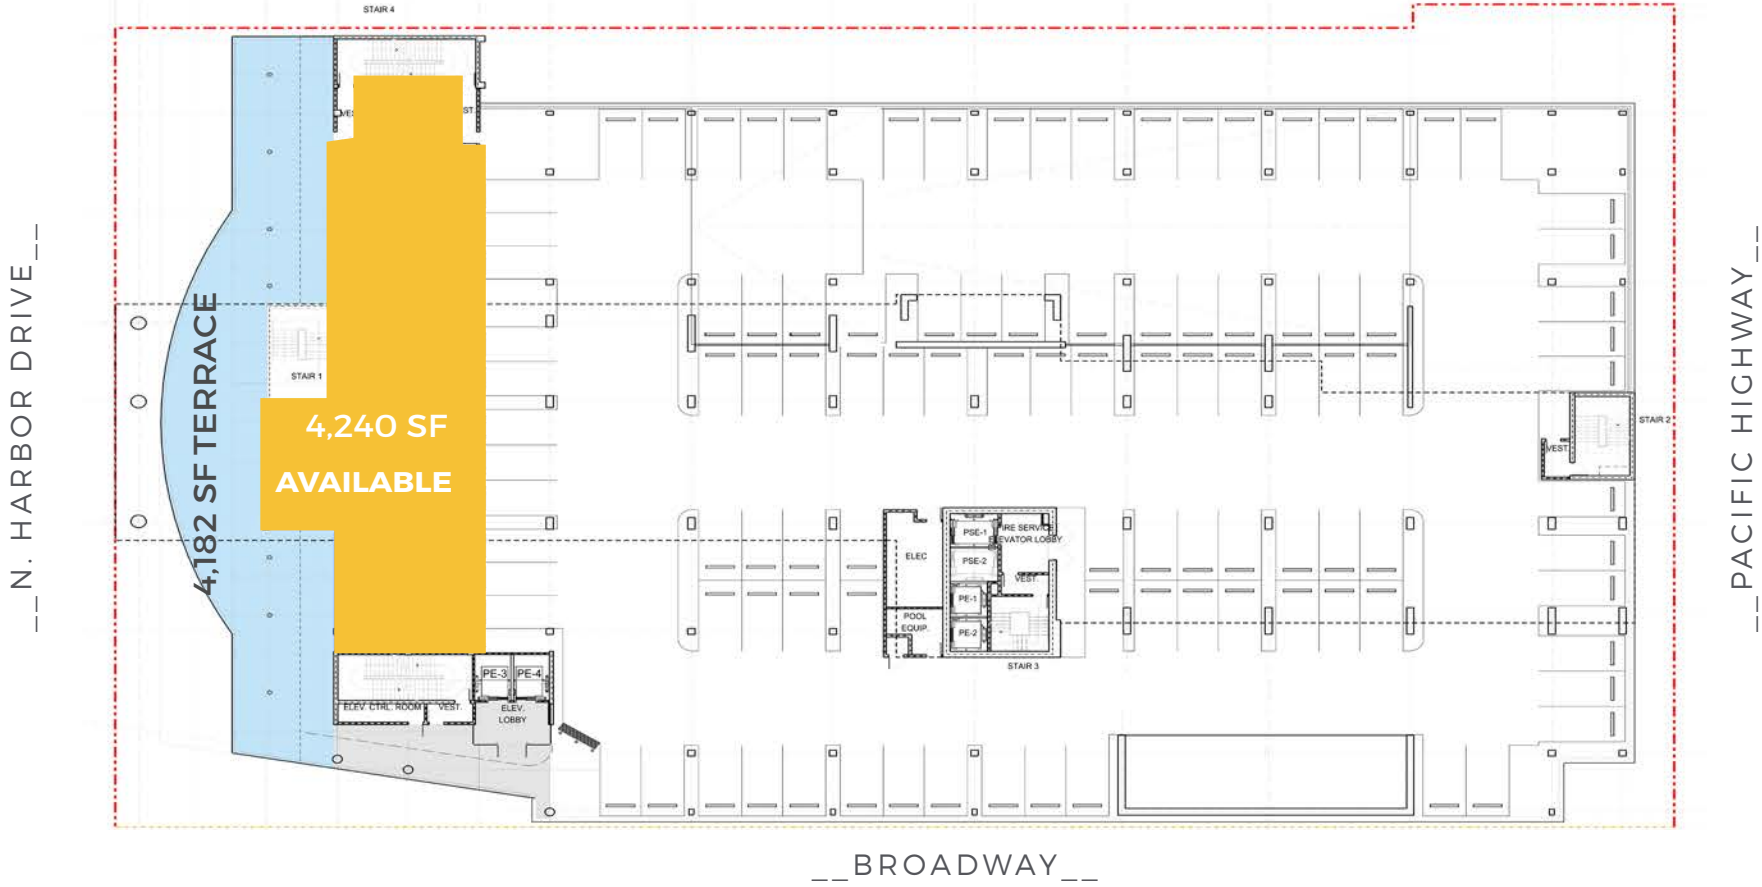 STAIR 4
VES
ST.
__N. HARBOR DRIVE__
4,182 SF TERRACE
STAIR 1
4,240 SF
AVAILABLE
STAIR 2
VEST.
__PACIFIC HIGHWAY__
PSE-1
FIRE SERVICE
ELEVATOR LOBBY
ELEC
PSE-2
VEST.
PE-1
POOL
EQUIP.
PE-2
STAIR 3
PE-3
PE-4
ELEV. CTRL. ROOM
VEST.
ELEV.
LOBBY
__BROADWAY__